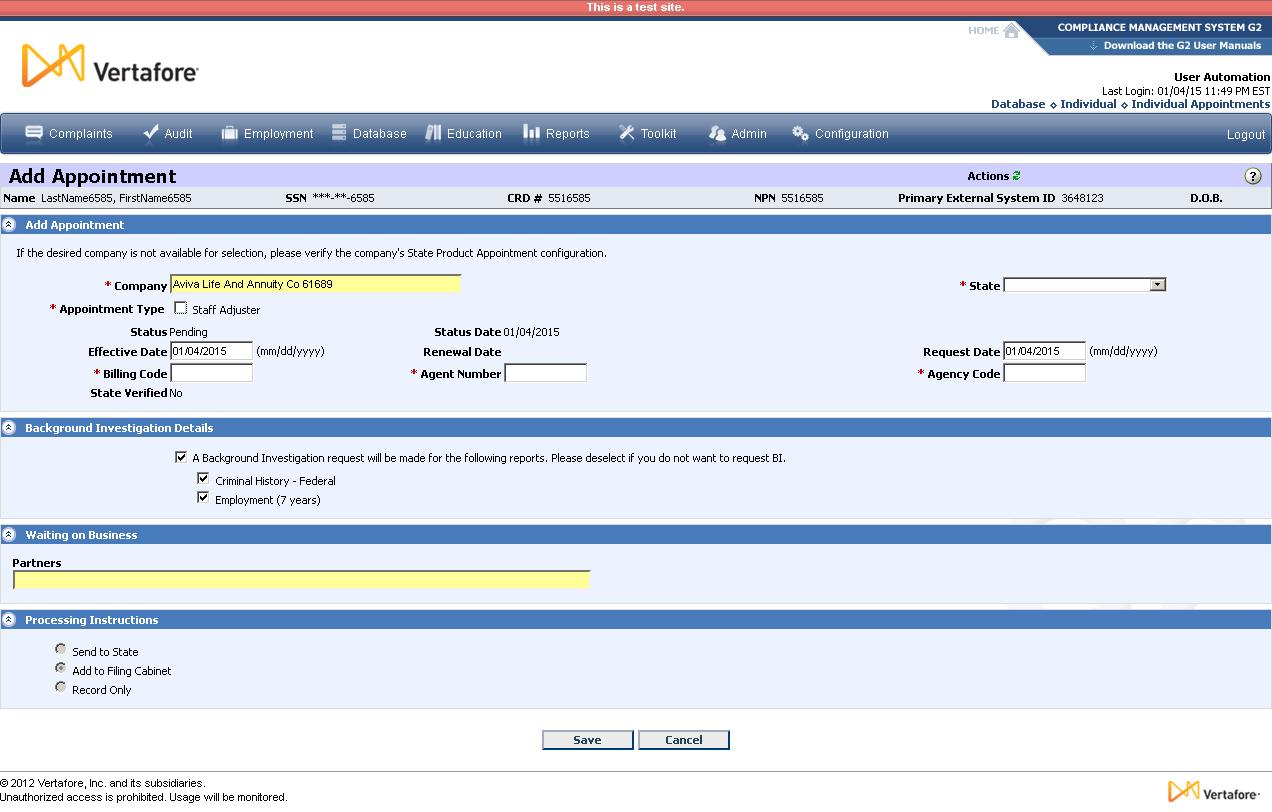 This is a test site.
HOME
COMPLIANCE MANAGEMENT SYSTEM G2
Download the G2 User Manuals
Vertafore
User Automation
Last Login: 01/04/15 11:49 PM EST
Database ⋄ Individual ⋄ Individual Appointments
Complaints Audit Employment Database Education Reports Toolkit Admin Configuration Logout
Add Appointment Actions ?
Name LastName6585, FirstName6585 SSN ***-**-6585 CRD # 5516585 NPN 5516585 Primary External System ID 3648123 D.O.B.
Add Appointment
If the desired company is not available for selection, please verify the company's State Product Appointment configuration.
* Company Aviva Life And Annuity Co 61689 * State
* Appointment Type Staff Adjuster
Status Pending Status Date 01/04/2015
Effective Date 01/04/2015 (mm/dd/yyyy) Renewal Date Request Date 01/04/2015 (mm/dd/yyyy)
* Billing Code * Agent Number * Agency Code
State Verified No
Background Investigation Details
A Background Investigation request will be made for the following reports. Please deselect if you do not want to request BI.
Criminal History - Federal
Employment (7 years)
Waiting on Business
Partners
Processing Instructions
Send to State
Add to Filing Cabinet
Record Only
Save Cancel
© 2012 Vertafore, Inc. and its subsidiaries.
Unauthorized access is prohibited. Usage will be monitored.
Vertafore